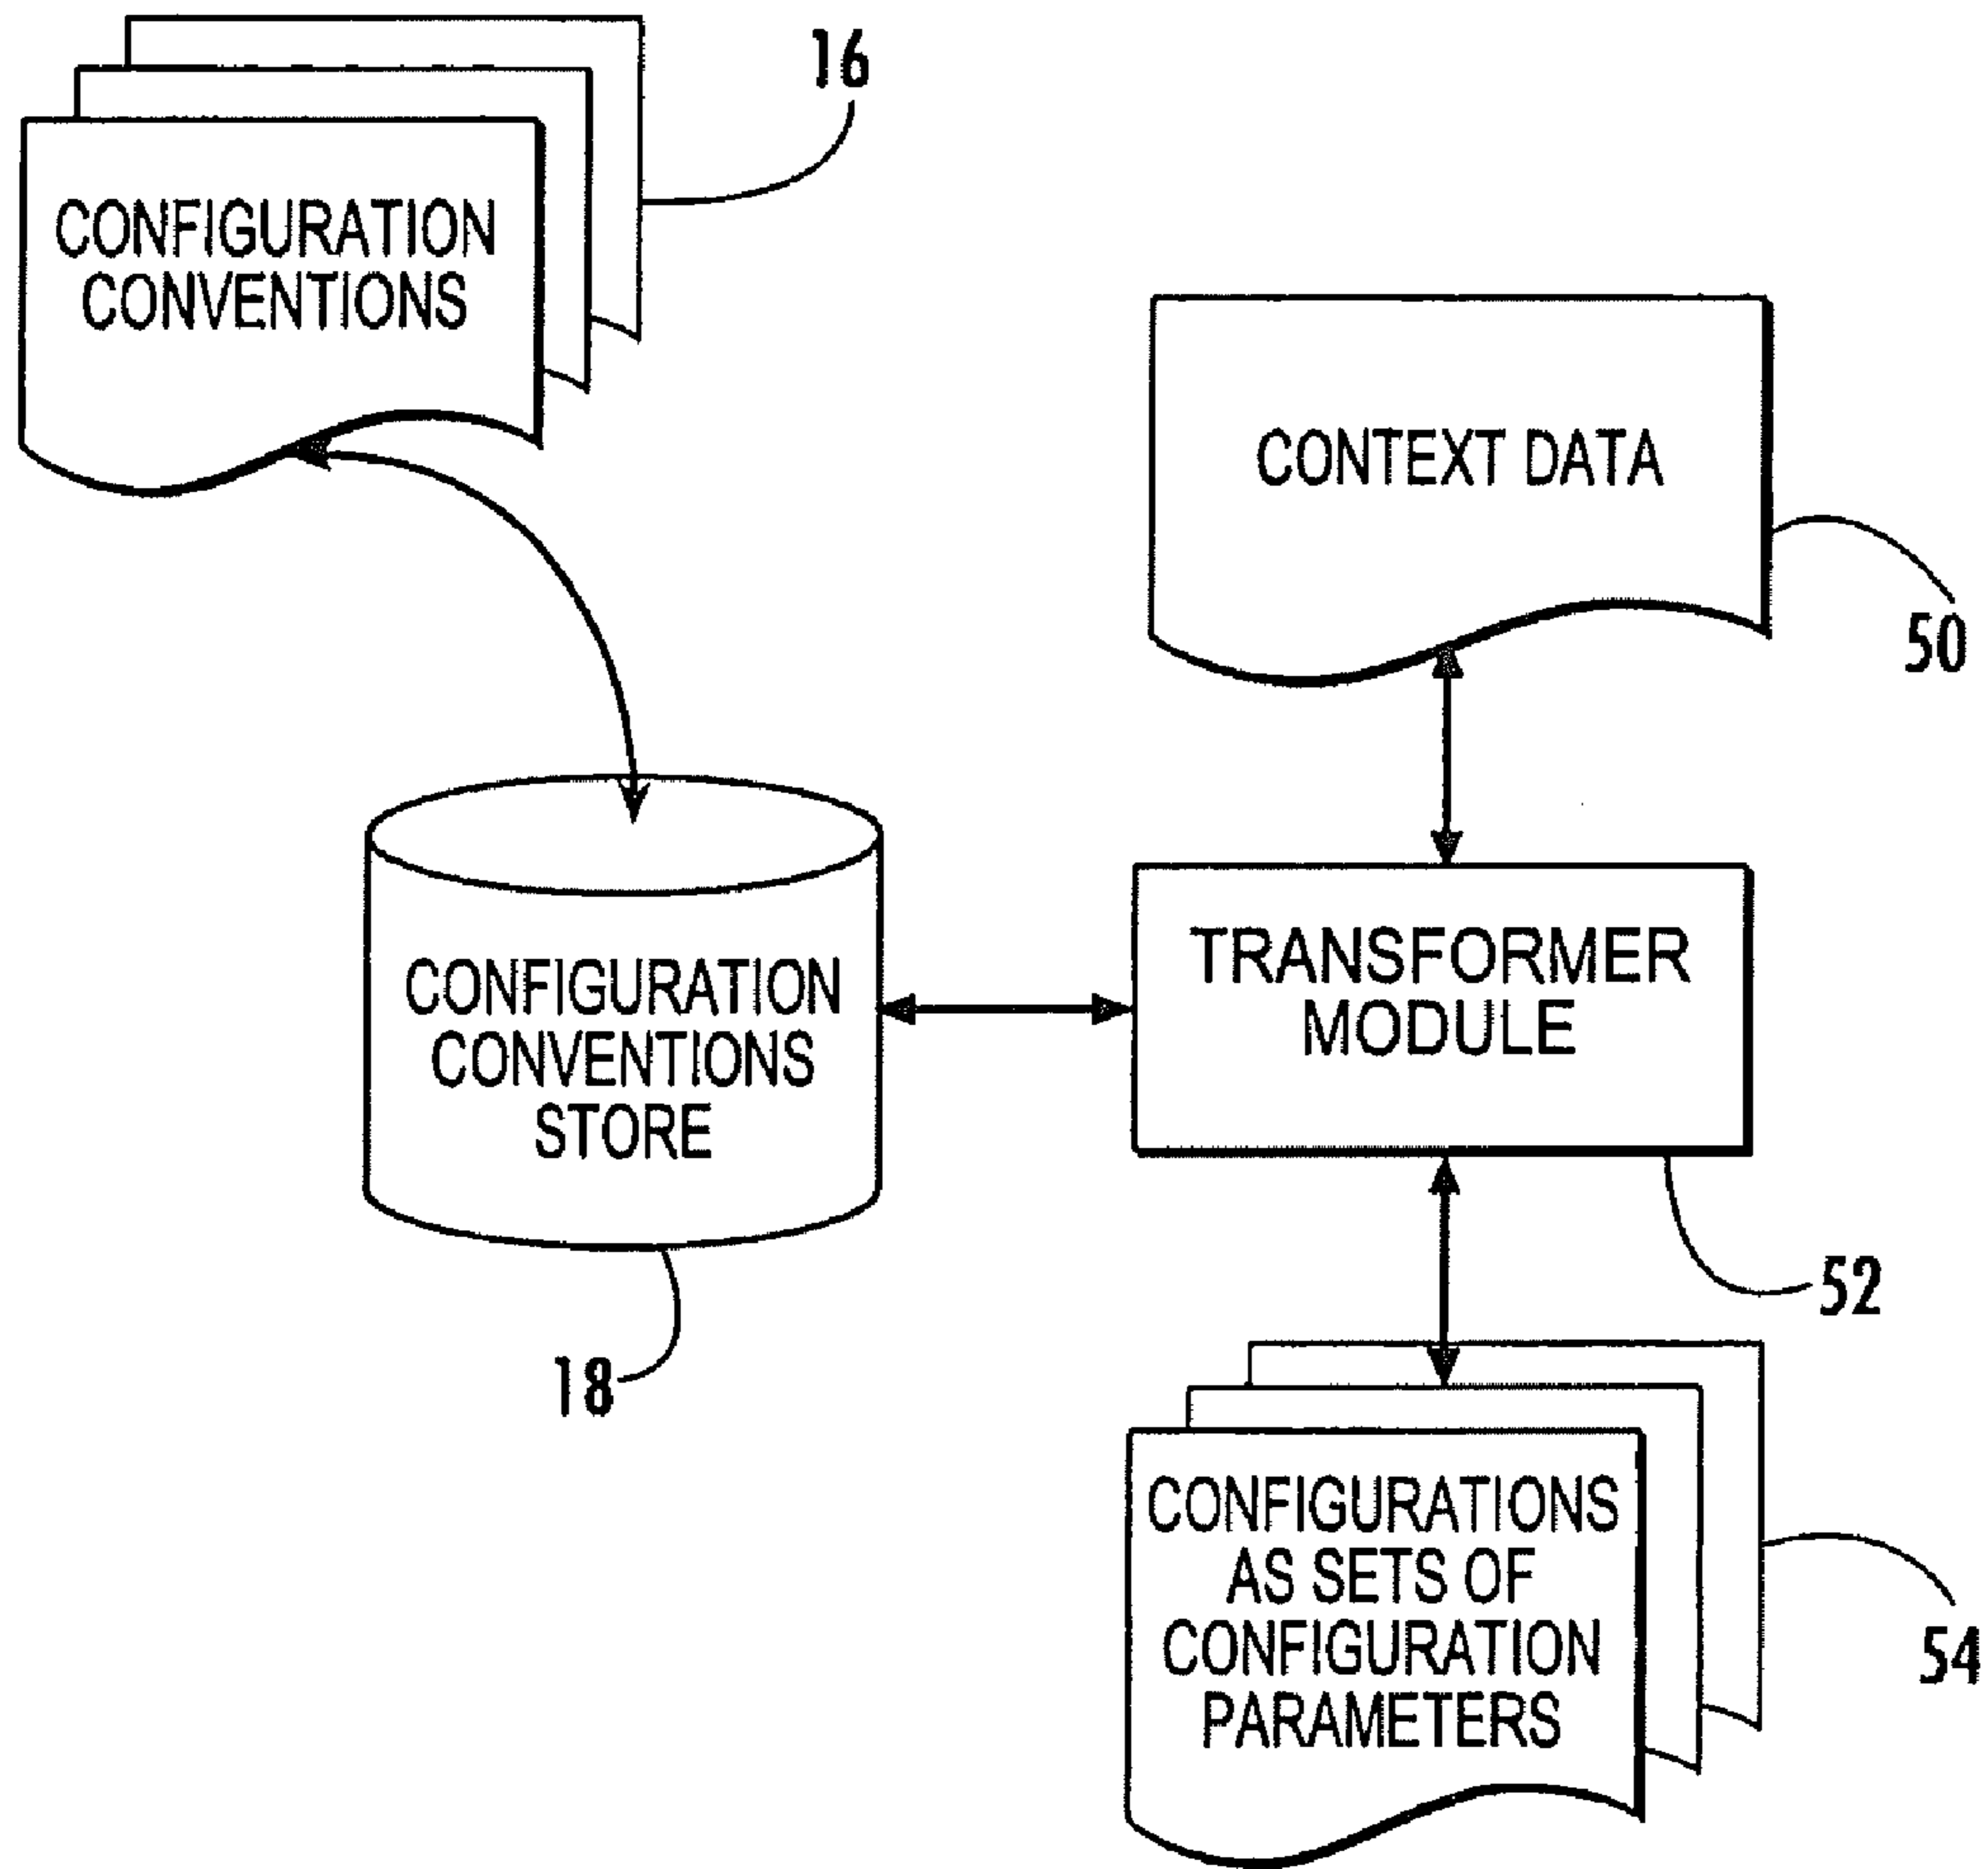 16
CONFIGURATION
CONVENTIONS
CONTEXT DATA
50
CONFIGURATION
CONVENTIONS
STORE
18
TRANSFORMER
MODULE
52
CONFIGURATIONS
AS SETS OF
CONFIGURATION
PARAMETERS
54